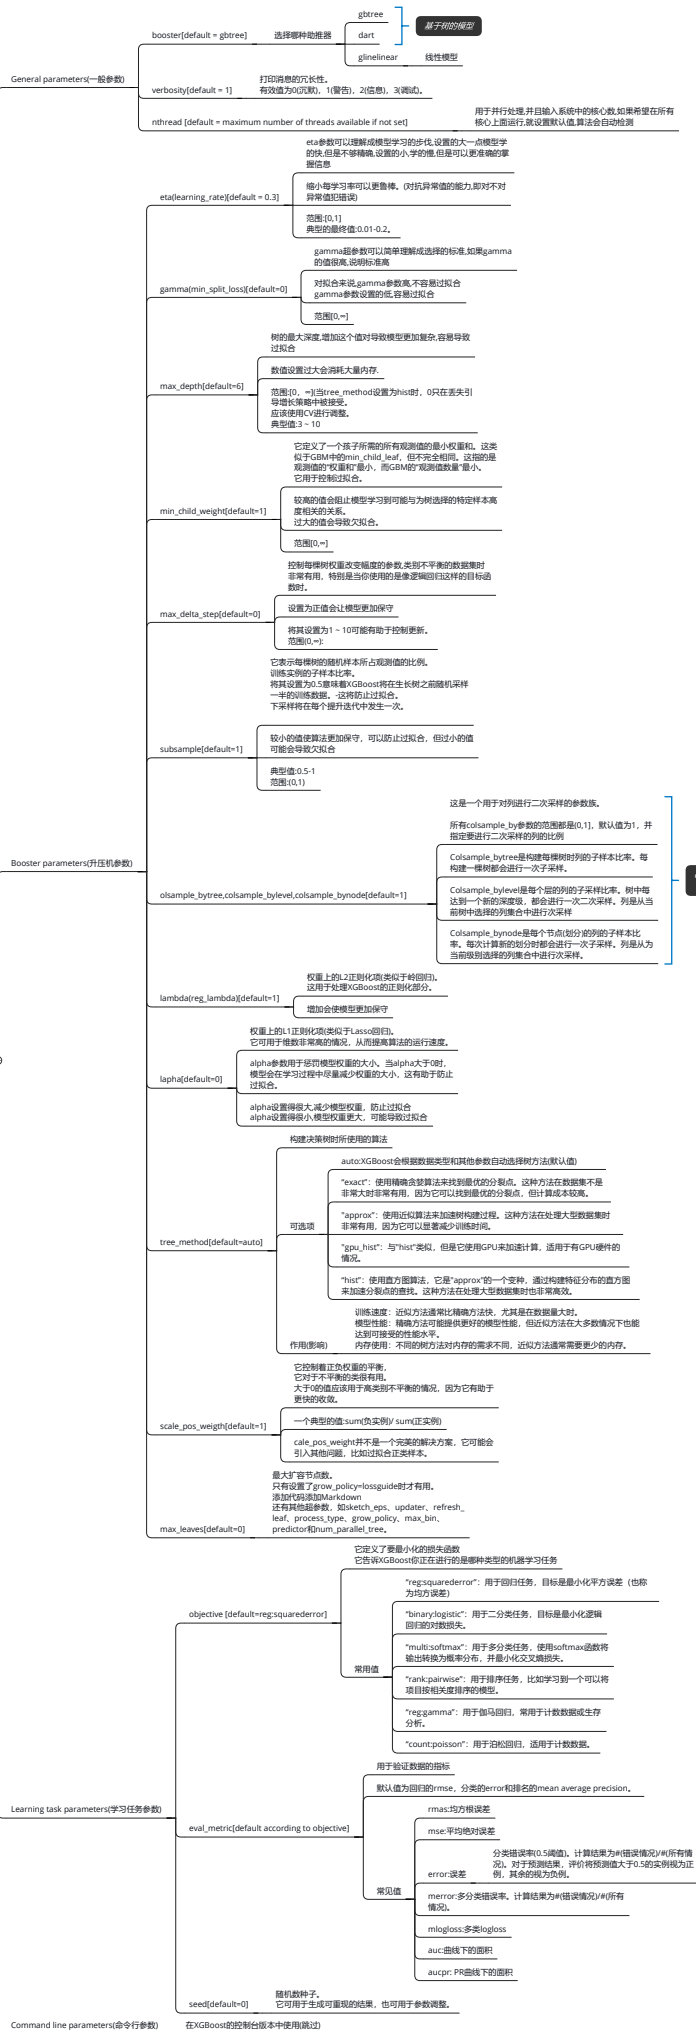 General parameters(一般参数)
booster[default = gbtree]
选择哪种助推器
gbtree
dart
基于树的模型
glinelinear
线性模型
verbosity[default = 1]
打印消息的冗长性。
有效值为0(沉默)，1(警告)，2(信息)，3(调试)。
nthread [default = maximum number of threads available if not set]
用于并行处理,并且输入系统中的核心数,如果希望在所有
核心上面运行,就设置默认值,算法会自动检测
Booster parameters(升压机参数)
eta(learning_rate)[default = 0.3]
eta参数可以理解成模型学习的步伐,设置的大一点模型学
的快,但是不够精确,设置的小,学的慢,但是可以更准确的掌
握信息
缩小每学习率可以更鲁棒。(对抗异常值的能力,即对不对
异常值犯错误)
范围:[0,1]
典型的最终值:0.01-0.2。
gamma(min_split_loss)[default=0]
gamma超参数可以简单理解成选择的标准,如果gamma
的值很高,说明标准高
对拟合来说,gamma参数高,不容易过拟合
gamma参数设置的低,容易过拟合
范围[0,∞]
max_depth[default=6]
树的最大深度,增加这个值对导致模型更加复杂,容易导致
过拟合
数值设置过大会消耗大量内存.
范围:[0，∞](当tree_method设置为hist时，0只在丢失引
导增长策略中被接受。
应该使用CV进行调整。
典型值:3 ~ 10
min_child_weight[default=1]
它定义了一个孩子所需的所有观测值的最小权重和。这类
似于GBM中的min_child_leaf，但不完全相同。这指的是
观测值的“权重和”最小，而GBM的“观测值数量”最小。
它用于控制过拟合。
较高的值会阻止模型学习到可能与为树选择的特定样本高
度相关的关系。
过大的值会导致欠拟合。
范围[0,∞]
max_delta_step[default=0]
控制每棵树权重改变幅度的参数,类别不平衡的数据集时
非常有用，特别是当你使用的是像逻辑回归这样的目标函
数时。
设置为正值会让模型更加保守
将其设置为1 ~ 10可能有助于控制更新。
范围(0,∞):
subsample[default=1]
它表示每棵树的随机样本所占观测值的比例。
训练实例的子样本比率。
将其设置为0.5意味着XGBoost将在生长树之前随机采样
一半的训练数据。-这将防止过拟合。
下采样将在每个提升迭代中发生一次。
较小的值使算法更加保守，可以防止过拟合，但过小的值
可能会导致欠拟合
典型值:0.5-1
范围:(0,1)
olsample_bytree,colsample_bylevel,colsample_bynode[default=1]
这是一个用于对列进行二次采样的参数族。
所有colsample_by参数的范围都是(0,1]，默认值为1，并
指定要进行二次采样的列的比例
Colsample_bytree是构建每棵树时列的子样本比率。每
构建一棵树都会进行一次子采样。
Colsample_bylevel是每个层的列的子采样比率。树中每
达到一个新的深度级，都会进行一次二次采样。列是从当
前树中选择的列集合中进行次采样
Colsample_bynode是每个节点(划分)的列的子样本比
率。每次计算新的划分时都会进行一次子采样。列是从为
当前级别选择的列集合中进行次采样。
lambda(reg_lambda)[default=1]
权重上的L2正则化项(类似于岭回归)。
这用于处理XGBoost的正则化部分。
增加会使模型更加保守
lapha[default=0]
权重上的L1正则化项(类似于Lasso回归)。
它可用于维数非常高的情况，从而提高算法的运行速度。
alpha参数用于惩罚模型权重的大小。当alpha大于0时，
模型会在学习过程中尽量减少权重的大小，这有助于防止
过拟合。
alpha设置得很大,减少模型权重，防止过拟合
alpha设置得很小,模型权重更大，可能导致过拟合
tree_method[default=auto]
构建决策树时所使用的算法
可选项
auto:XGBoost会根据数据类型和其他参数自动选择树方法(默认值)
"exact"：使用精确贪婪算法来找到最优的分裂点。这种方法在数据集不是
非常大时非常有用，因为它可以找到最优的分裂点，但计算成本较高。
"approx"：使用近似算法来加速树构建过程。这种方法在处理大型数据集时
非常有用，因为它可以显著减少训练时间。
"gpu_hist"：与"hist"类似，但是它使用GPU来加速计算，适用于有GPU硬件的
情况。
"hist"：使用直方图算法，它是"approx"的一个变种，通过构建特征分布的直方图
来加速分裂点的查找。这种方法在处理大型数据集时也非常高效。
作用(影响)
训练速度：近似方法通常比精确方法快，尤其是在数据量大时。
模型性能：精确方法可能提供更好的模型性能，但近似方法在大多数情况下也能
达到可接受的性能水平。
内存使用：不同的树方法对内存的需求不同，近似方法通常需要更少的内存。
scale_pos_weigth[default=1]
它控制着正负权重的平衡，
它对于不平衡的类很有用。
大于0的值应该用于高类别不平衡的情况，因为它有助于
更快的收敛。
一个典型的值:sum(负实例)/ sum(正实例)
cale_pos_weight并不是一个完美的解决方案，它可能会
引入其他问题，比如过拟合正类样本。
max_leaves[default=0]
最大扩容节点数。
只有设置了grow_policy=lossguide时才有用。
添加代码添加Markdown
还有其他超参数，如sketch_eps、updater、refresh_
leaf、process_type、grow_policy、max_bin、
predictor和num_parallel_tree。
Learning task parameters(学习任务参数)
objective [default=reg:squarederror]
它定义了要最小化的损失函数
它告诉XGBoost你正在进行的是哪种类型的机器学习任务
常用值
"reg:squarederror"：用于回归任务，目标是最小化平方误差（也称
为均方误差）
"binary:logistic"：用于二分类任务，目标是最小化逻辑
回归的对数损失。
"multi:softmax"：用于多分类任务，使用softmax函数将
输出转换为概率分布，并最小化交叉熵损失。
"rank:pairwise"：用于排序任务，比如学习到一个可以将
项目按相关度排序的模型。
"reg:gamma"：用于伽马回归，常用于计数数据或生存
分析。
"count:poisson"：用于泊松回归，适用于计数数据。
eval_metric[default according to objective]
用于验证数据的指标
默认值为回归的rmse，分类的error和排名的mean average precision。
常见值
rmas:均方根误差
mse:平均绝对误差
error:误差
分类错误率(0.5阈值)。计算结果为#(错误情况)/#(所有情
况)。对于预测结果，评价将预测值大于0.5的实例视为正
例，其余的视为负例。
merror:多分类错误率。计算结果为#(错误情况)/#(所有
情况)。
mlogloss:多类logloss
auc:曲线下的面积
aucpr: PR曲线下的面积
seed[default=0]
随机数种子。
它可用于生成可重现的结果，也可用于参数调整。
Command line parameters(命令行参数)
在XGBoost的控制台版本中使用(跳过)